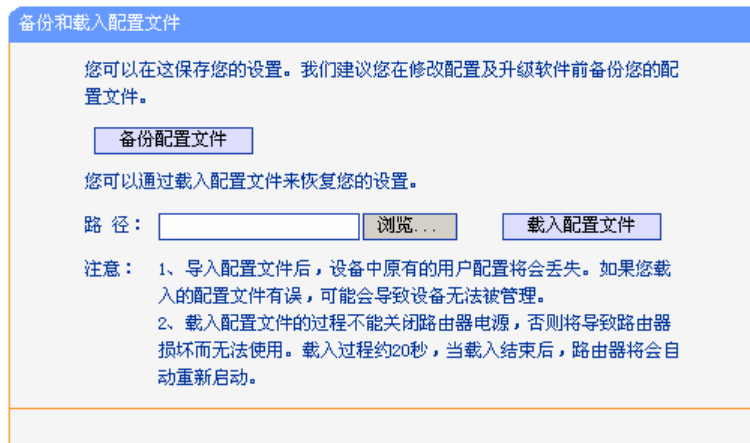 备份和载入配置文件
您可以在这保存您的设置。我们建议您在修改配置及升级软件前备份您的配
置文件。
备份配置文件
您可以通过载入配置文件来恢复您的设置。
路 径： 浏览... 载入配置文件
注意： 1、导入配置文件后，设备中原有的用户配置将会丢失。如果您载
入的配置文件有误，可能会导致设备无法被管理。
2、载入配置文件的过程不能关闭路由器电源，否则将导致路由器
损坏而无法使用。载入过程约20秒，当载入结束后，路由器将会自
动重新启动。